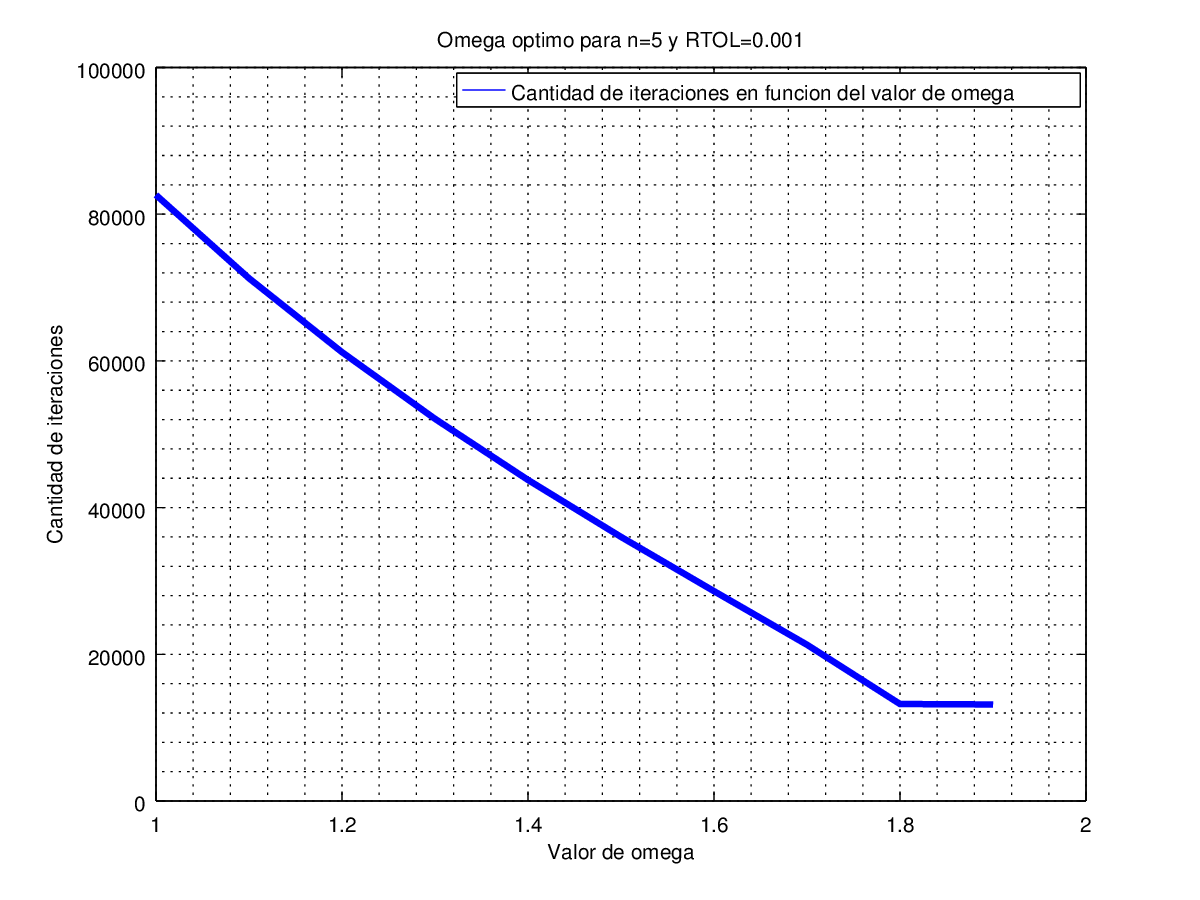 Omega optimo para n=5 y RTOL=0.001
Cantidad de iteraciones en funcion del valor de omega
100000
80000
60000
40000
20000
0
Cantidad de iteraciones
1 1.2 1.4 1.6 1.8 2
Valor de omega